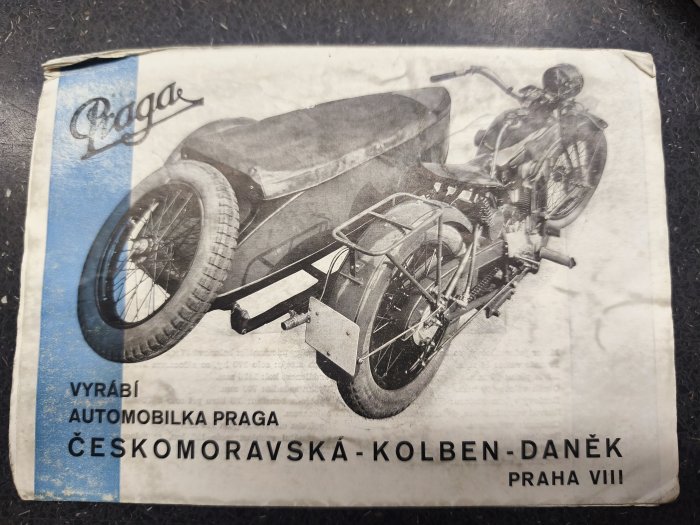 Praga
VYRÁBÍ
AUTOMOBILKA PRAGA
ČESKOMORAVSKÁ - KOLBEN - DANĚK
PRAHA VIII